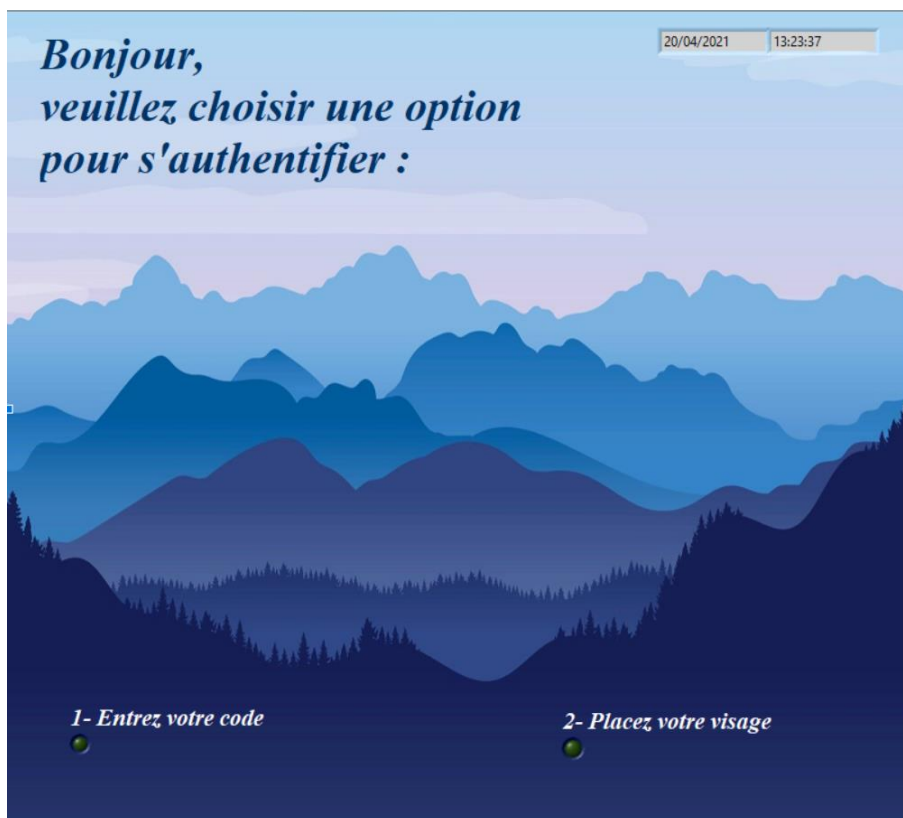 Bonjour,
veuillez choisir une option
pour s'authentifier :
20/04/2021 13:23:37
1- Entrez votre code
2- Placez votre visage